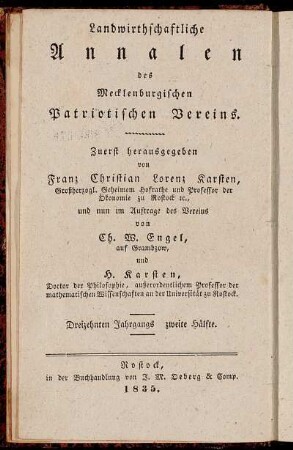 Landwirthschaftliche
Annalen
des
Mecklenburgischen
Patriotischen Vereins.
Zuerst herausgegeben
von
Franz Christian Lorenz Karsten,
Großherzogl. Geheimem Hofrathe und Professor der
Ökonomie zu Rostock ꝛc.,
und nun im Auftrage des Vereins
von
Ch. W. Engel,
auf Grambzow,
und
H. Karsten,
Doctor der Philosophie, außerordentlichem Professor der
mathematischen Wissenschaften an der Universität zu Rostock.
Dreizehnten Jahrgangs zweite Hälfte.
Rostock,
in der Buchhandlung von J. M. Oeberg & Comp.
1835.